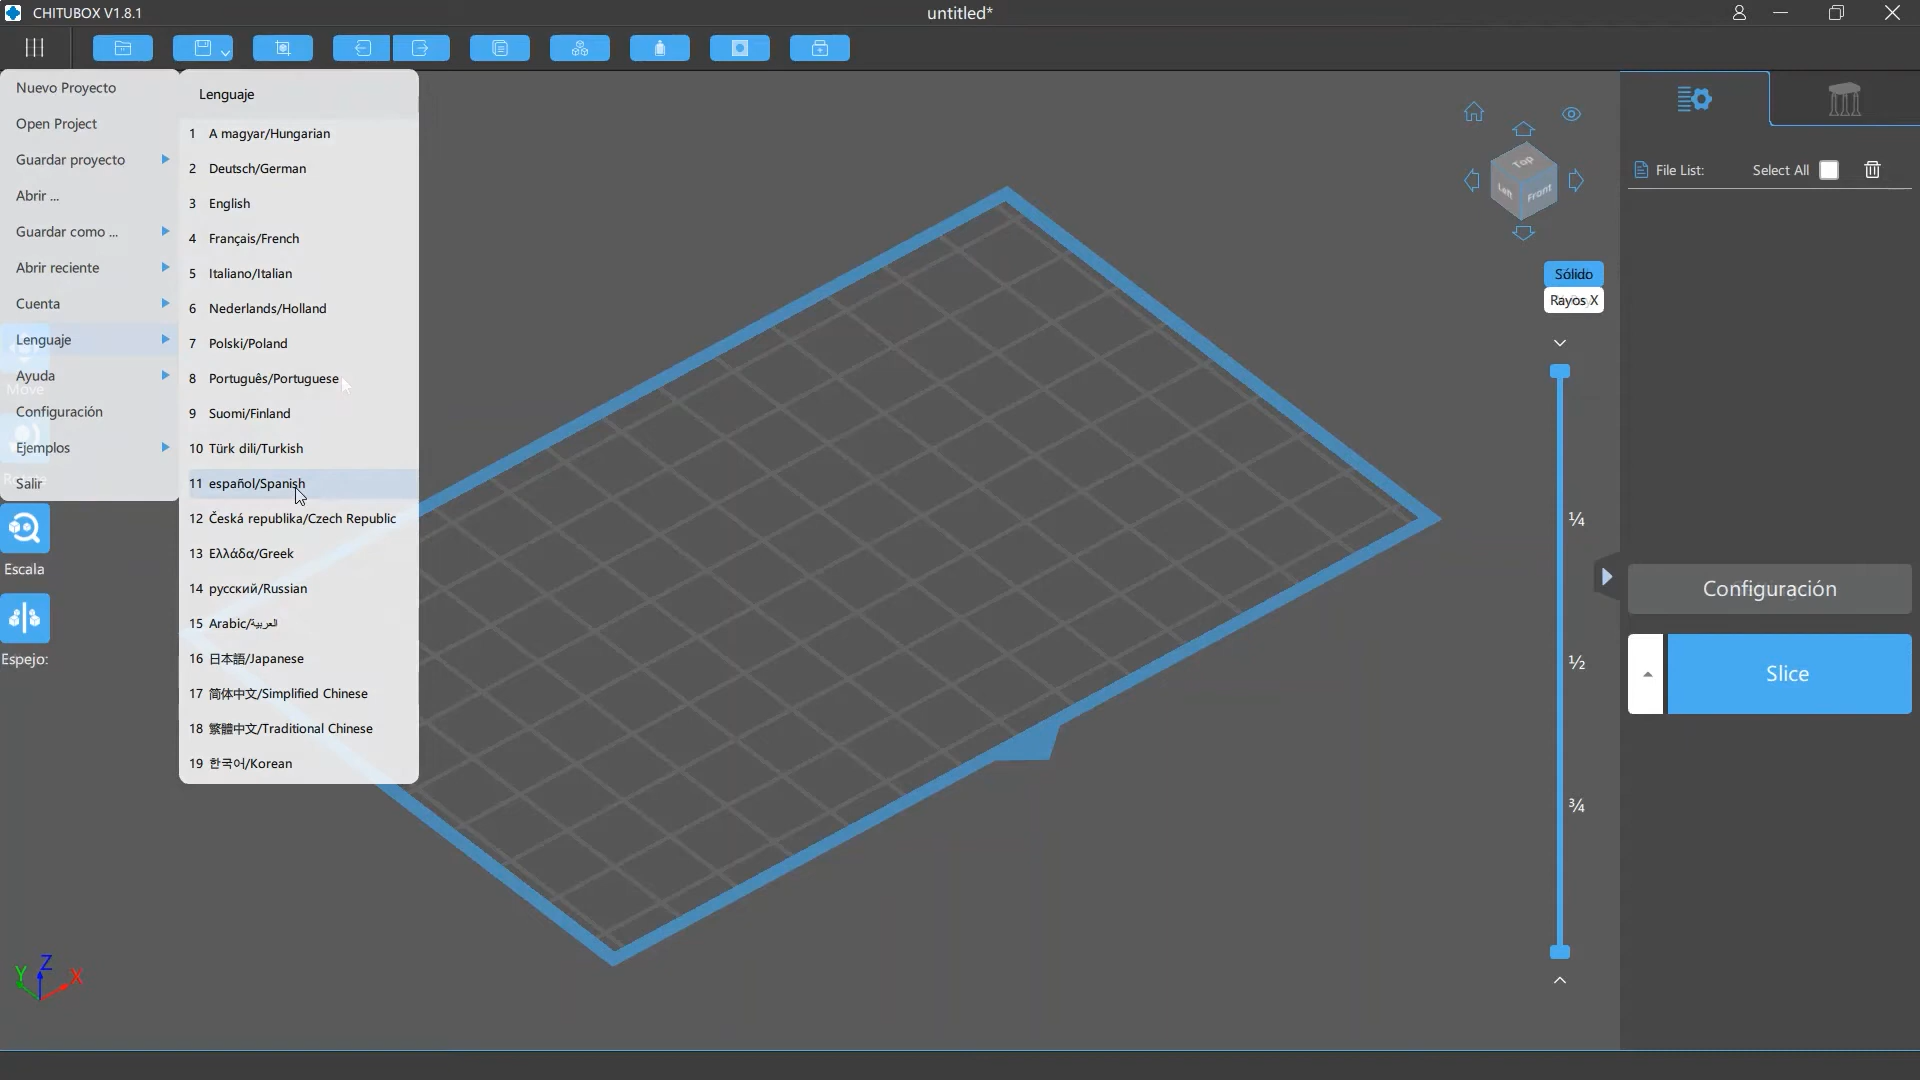 CHITUBOX V1.8.1
untitled*
Nuevo Proyecto
Open Project
Guardar proyecto
Abrir ...
Guardar como ...
Abrir reciente
Cuenta
Lenguaje
Ayuda
Configuración
Ejemplos
Salir
Lenguaje
1 A magyar/Hungarian
2 Deutsch/German
3 English
4 Français/French
5 Italiano/Italian
6 Nederlands/Holland
7 Polski/Poland
8 Português/Portuguese
9 Suomi/Finland
10 Türk dili/Turkish
11 español/Spanish
12 Česká republika/Czech Republic
13 Ελλάδα/Greek
14 русский/Russian
15 Arabic/العربية
16 日本語/Japanese
17 简体中文/Simplified Chinese
18 繁體中文/Traditional Chinese
19 한국어/Korean
Move
Escala
Espejo:
Top
Left
Front
Sólido
Rayos X
¼
½
¾
File List:
Select All
Configuración
Slice
Z
Y
X